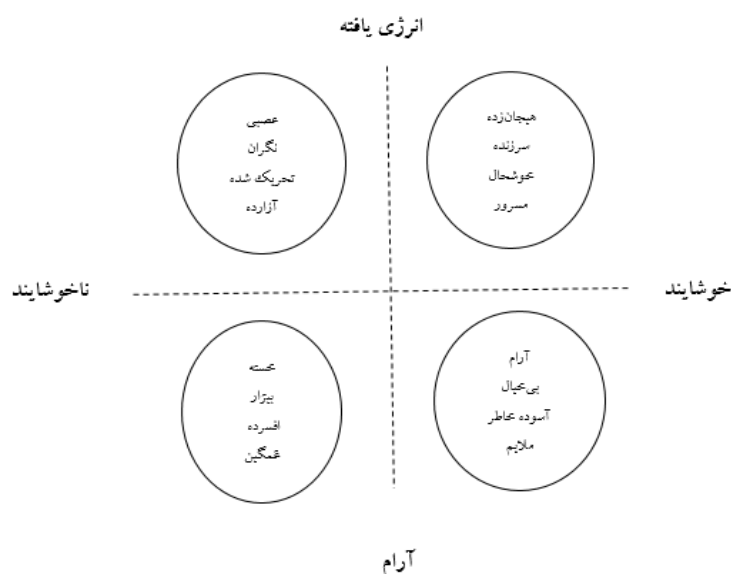 انرژی یافته
هیجان‌زده
سرزنده
خوشحال
مسرور
عصبی
نگران
تحریک شده
آزارده
خوشایند
ناخوشایند
آرام
بی‌خیال
آسوده خاطر
ملایم
خسته
بیزار
افسرده
غمگین
آرام